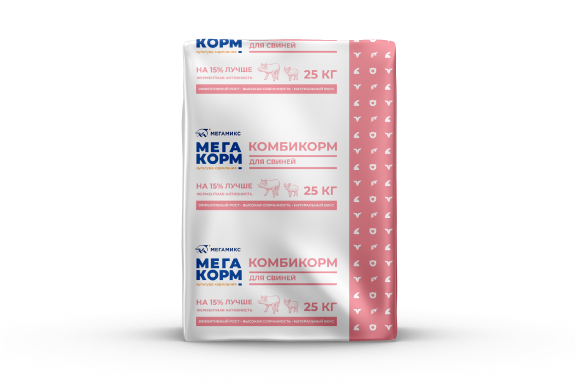 КОРМ
ДЛЯ СВИНЕЙ
НА 15% ЛУЧШЕ
ФЕРМЕНТНАЯ АКТИВНОСТЬ
25 КГ
ЭФФЕКТИВНЫЙ РОСТ • ВЫСОКАЯ СОХРАННОСТЬ • НАТУРАЛЬНЫЙ ВКУС
МЕГАМИКС
МЕГА
КОРМ
КОМБИКОРМ
ДЛЯ СВИНЕЙ
НА 15% ЛУЧШЕ
ФЕРМЕНТНАЯ АКТИВНОСТЬ
25 КГ
ЭФФЕКТИВНЫЙ РОСТ • ВЫСОКАЯ СОХРАННОСТЬ • НАТУРАЛЬНЫЙ ВКУС
МЕГАМИКС
МЕГА
КОРМ
КОМБИКОРМ
ДЛЯ СВИНЕЙ
НА 15% ЛУЧШЕ
ФЕРМЕНТНАЯ АКТИВНОСТЬ
25 КГ
ЭФФЕКТИВНЫЙ РОСТ • ВЫСОКАЯ СОХРАННОСТЬ • НАТУРАЛЬНЫЙ ВКУС